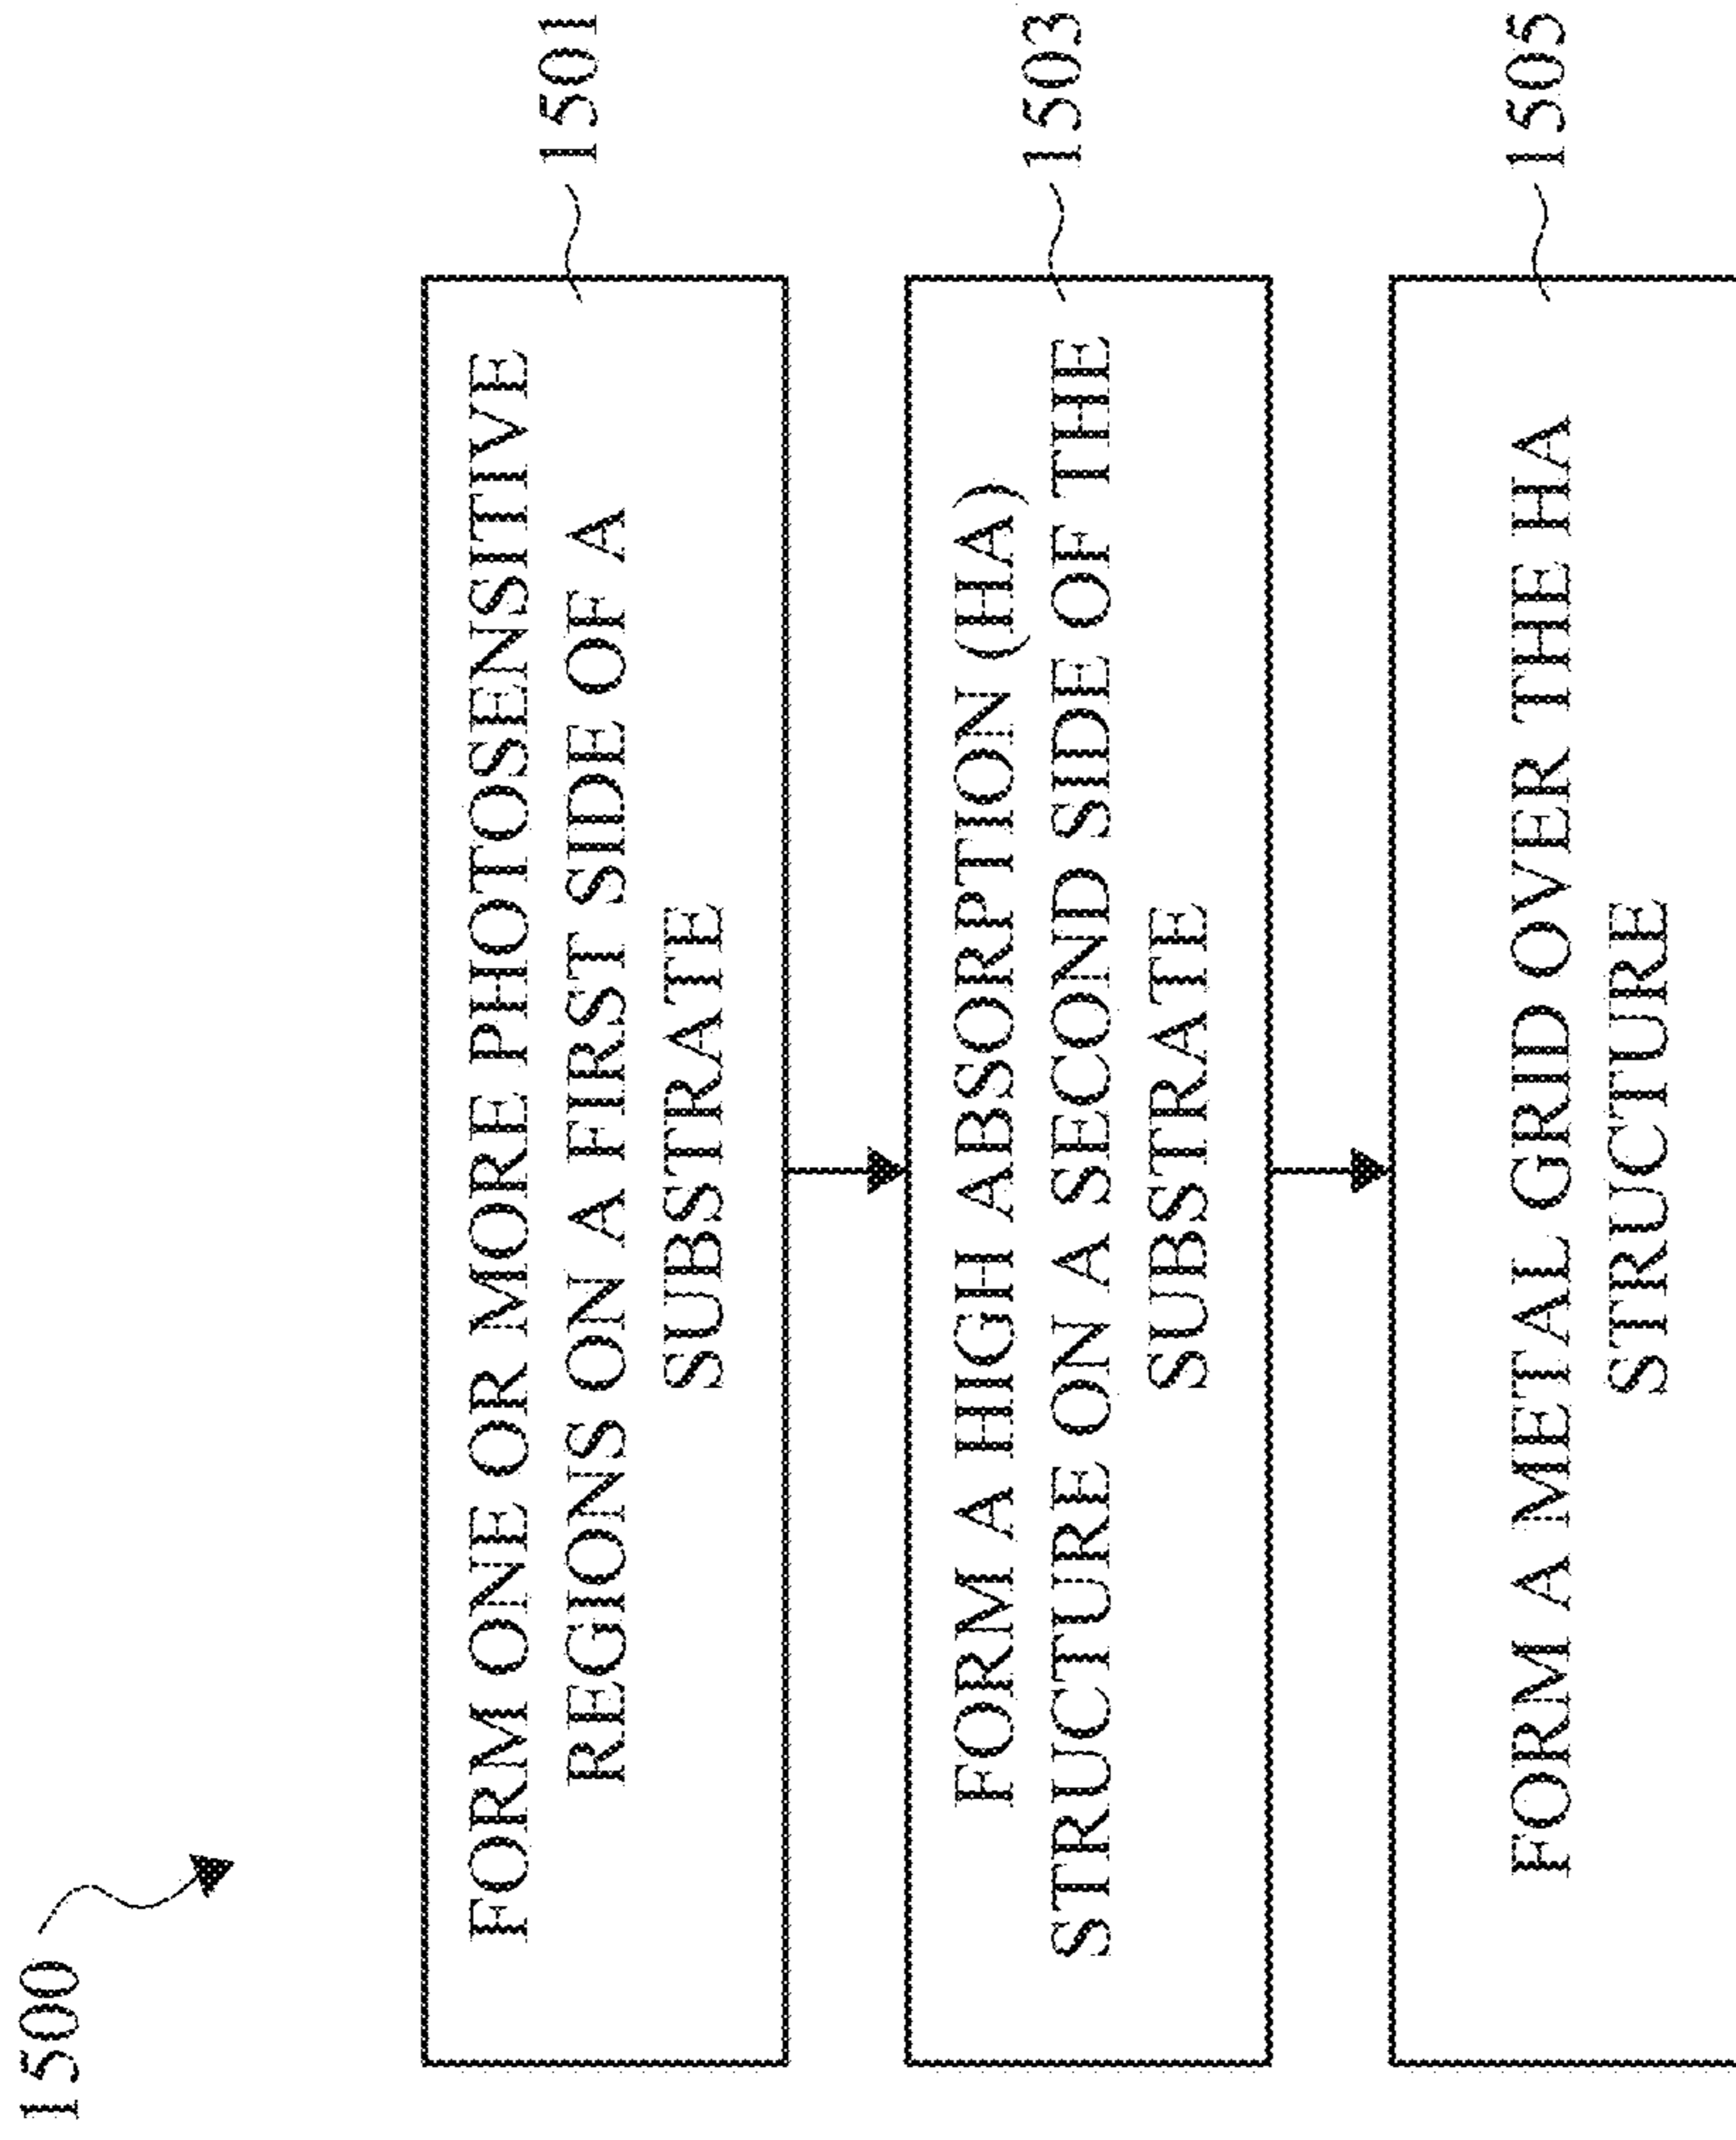 1500
FORM ONE OR MORE PHOTOSENSITIVE
REGIONS ON A FIRST SIDE OF A
SUBSTRATE
1501
FORM A HIGH ABSORPTION (HA)
STRUCTURE ON A SECOND SIDE OF THE
SUBSTRATE
1503
FORM A METAL GRID OVER THE HA
STRUCTURE
1505